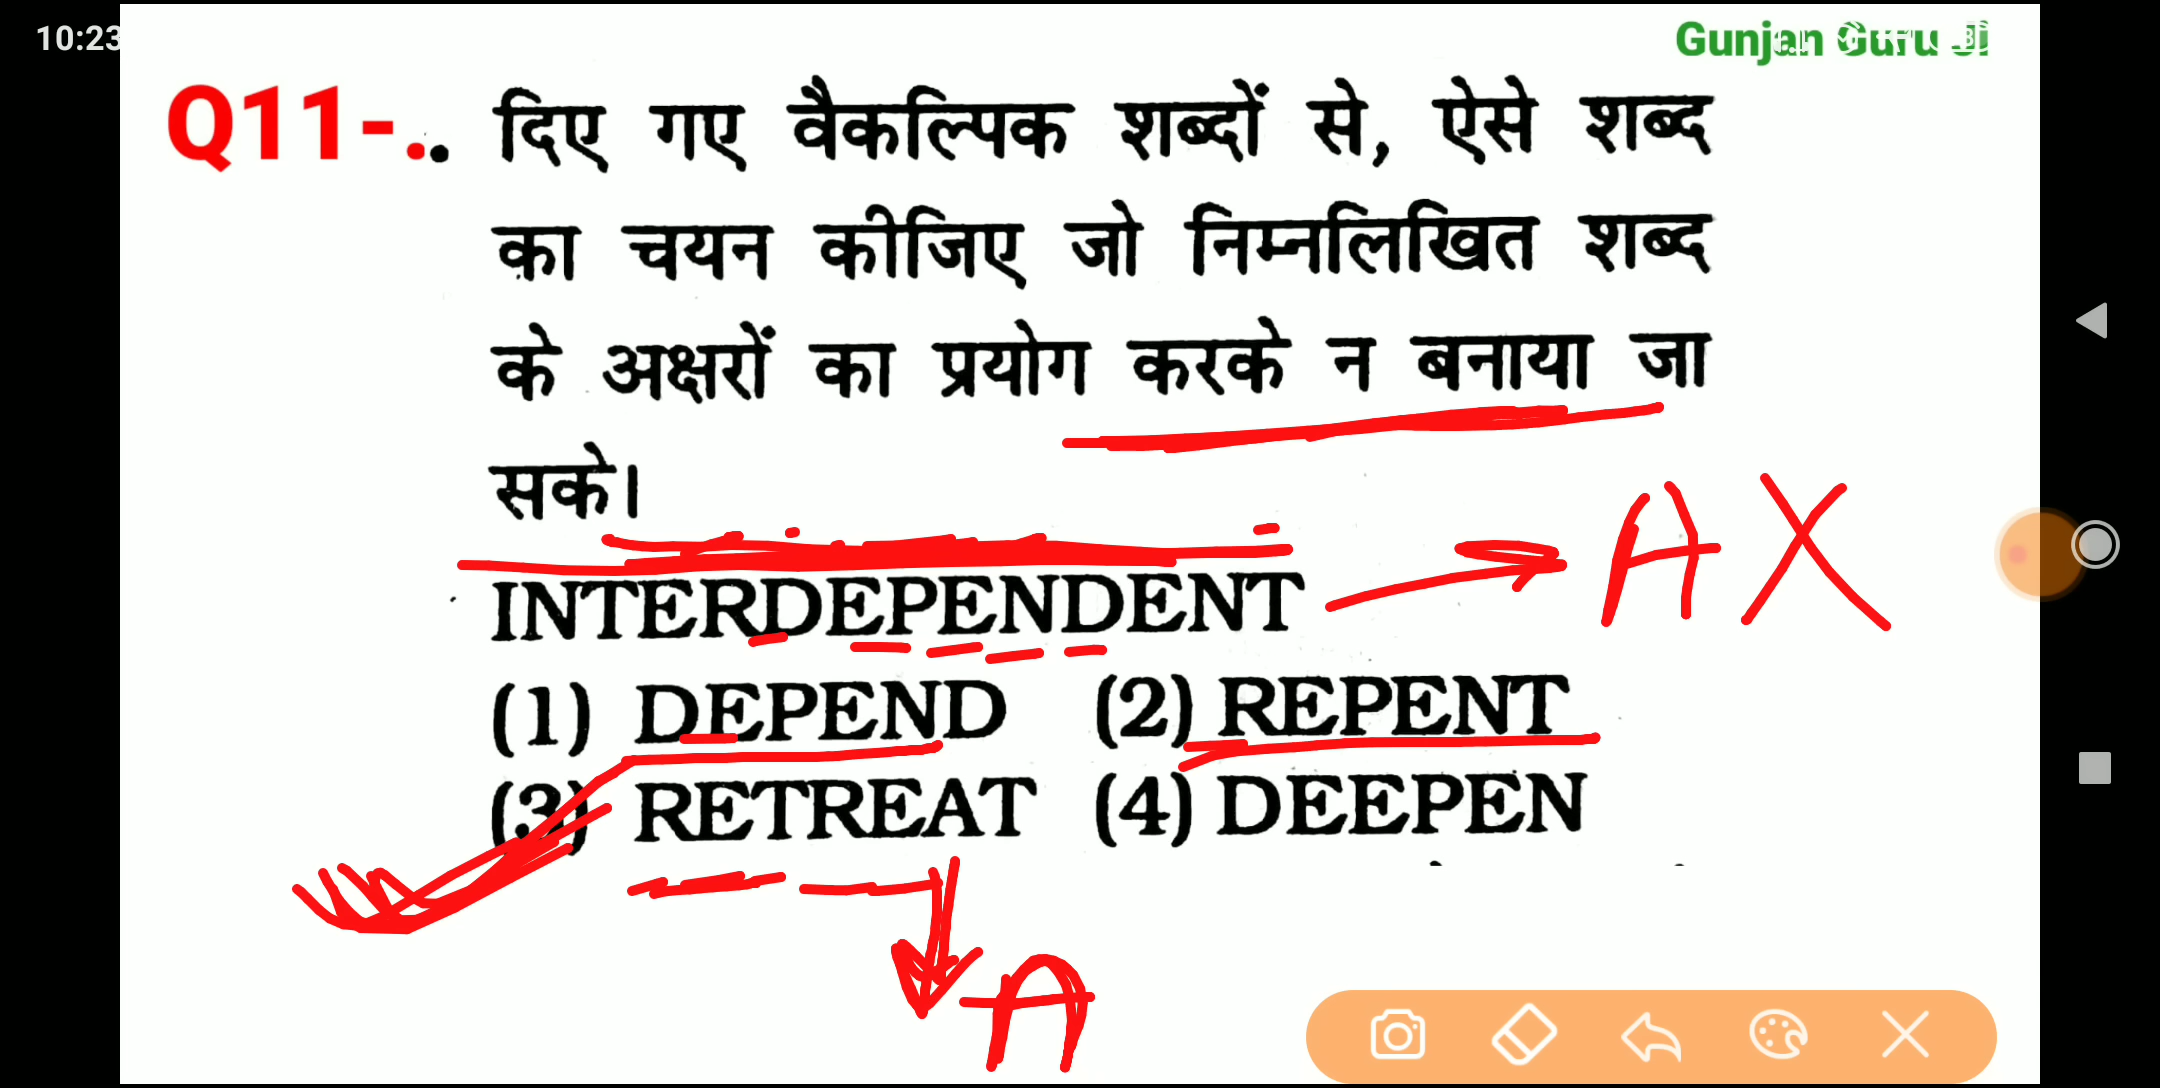 10:23
Gunjan Guru Ji
Q11-.. दिए गए वैकल्पिक शब्दों से, ऐसे शब्द
का चयन कीजिए जो निम्नलिखित शब्द
के अक्षरों का प्रयोग करके न बनाया जा
सके।
A X
INTERDEPENDENT
(1) DEPEND (2) REPENT
(3) RETREAT (4) DEEPEN
A